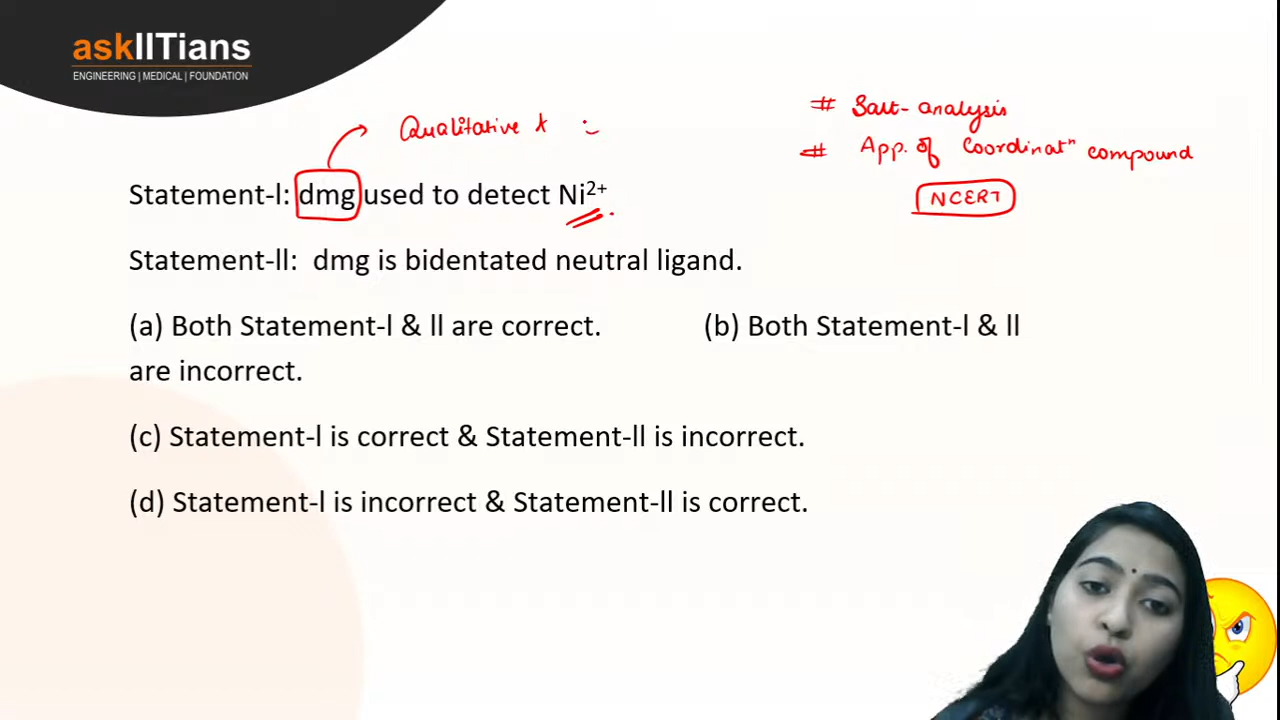 askIITians
ENGINEERING | MEDICAL | FOUNDATION
# Salt-analysis
Qualitative
# App. of Coordinatⁿ compound
NCERT
Statement-I: dmg used to detect Ni²⁺
Statement-II: dmg is bidentated neutral ligand.
(a) Both Statement-I & II are correct. (b) Both Statement-I & II
are incorrect.
(c) Statement-I is correct & Statement-II is incorrect.
(d) Statement-I is incorrect & Statement-II is correct.